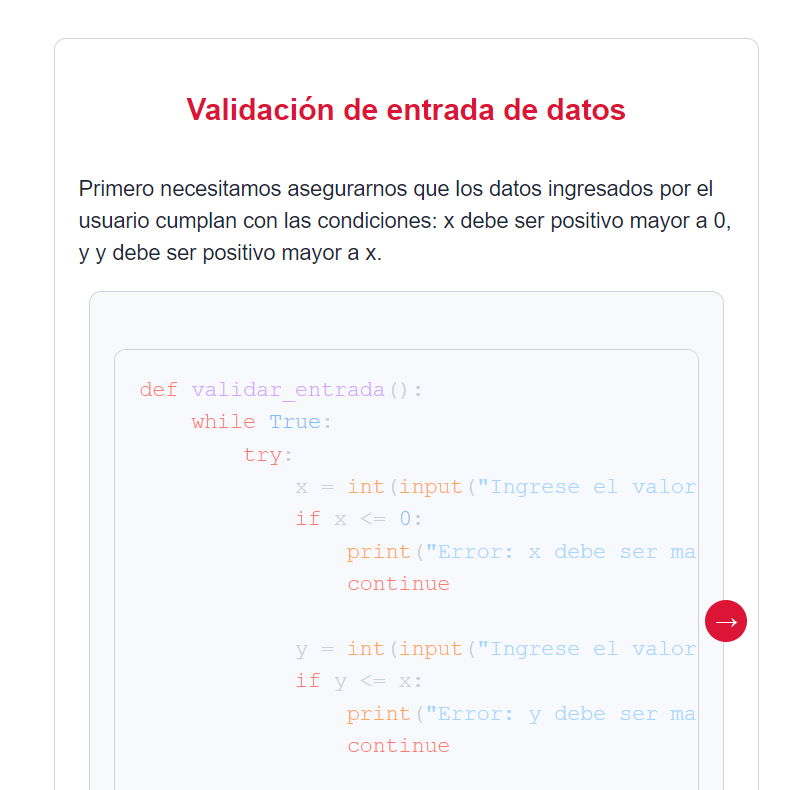 Validación de entrada de datos
Primero necesitamos asegurarnos que los datos ingresados por el
usuario cumplan con las condiciones: x debe ser positivo mayor a 0,
y y debe ser positivo mayor a x.
def validar_entrada():
    while True:
        try:
            x = int(input("Ingrese el valor
            if x <= 0:
                print("Error: x debe ser ma
                continue
            y = int(input("Ingrese el valor
            if y <= x:
                print("Error: y debe ser ma
                continue
→